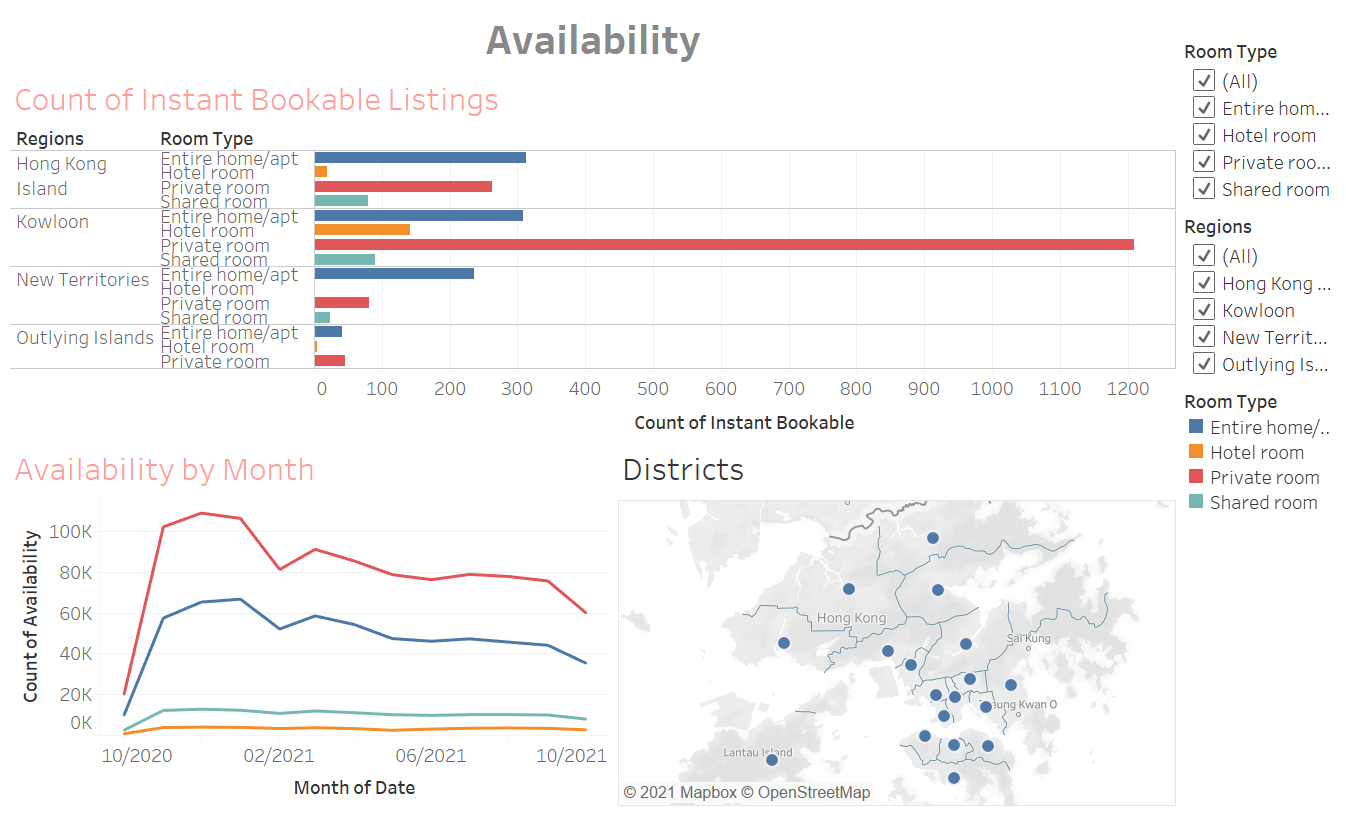 Availability
Count of Instant Bookable Listings
Regions Room Type
Hong Kong Island
Entire home/apt
Hotel room
Private room
Shared room
Kowloon
Entire home/apt
Hotel room
Private room
Shared room
New Territories
Entire home/apt
Hotel room
Private room
Shared room
Outlying Islands
Entire home/apt
Hotel room
Private room
0 100 200 300 400 500 600 700 800 900 1000 1100 1200
Count of Instant Bookable
Availability by Month
Count of Availability
100K
80K
60K
40K
20K
0K
10/2020 02/2021 06/2021 10/2021
Month of Date
Districts
Hong Kong
Sai Kung
eung Kwan O
Lantau Island
© 2021 Mapbox © OpenStreetMap
Room Type
(All)
Entire hom...
Hotel room
Private roo...
Shared room
Regions
(All)
Hong Kong ...
Kowloon
New Territ...
Outlying Is...
Room Type
Entire home/..
Hotel room
Private room
Shared room